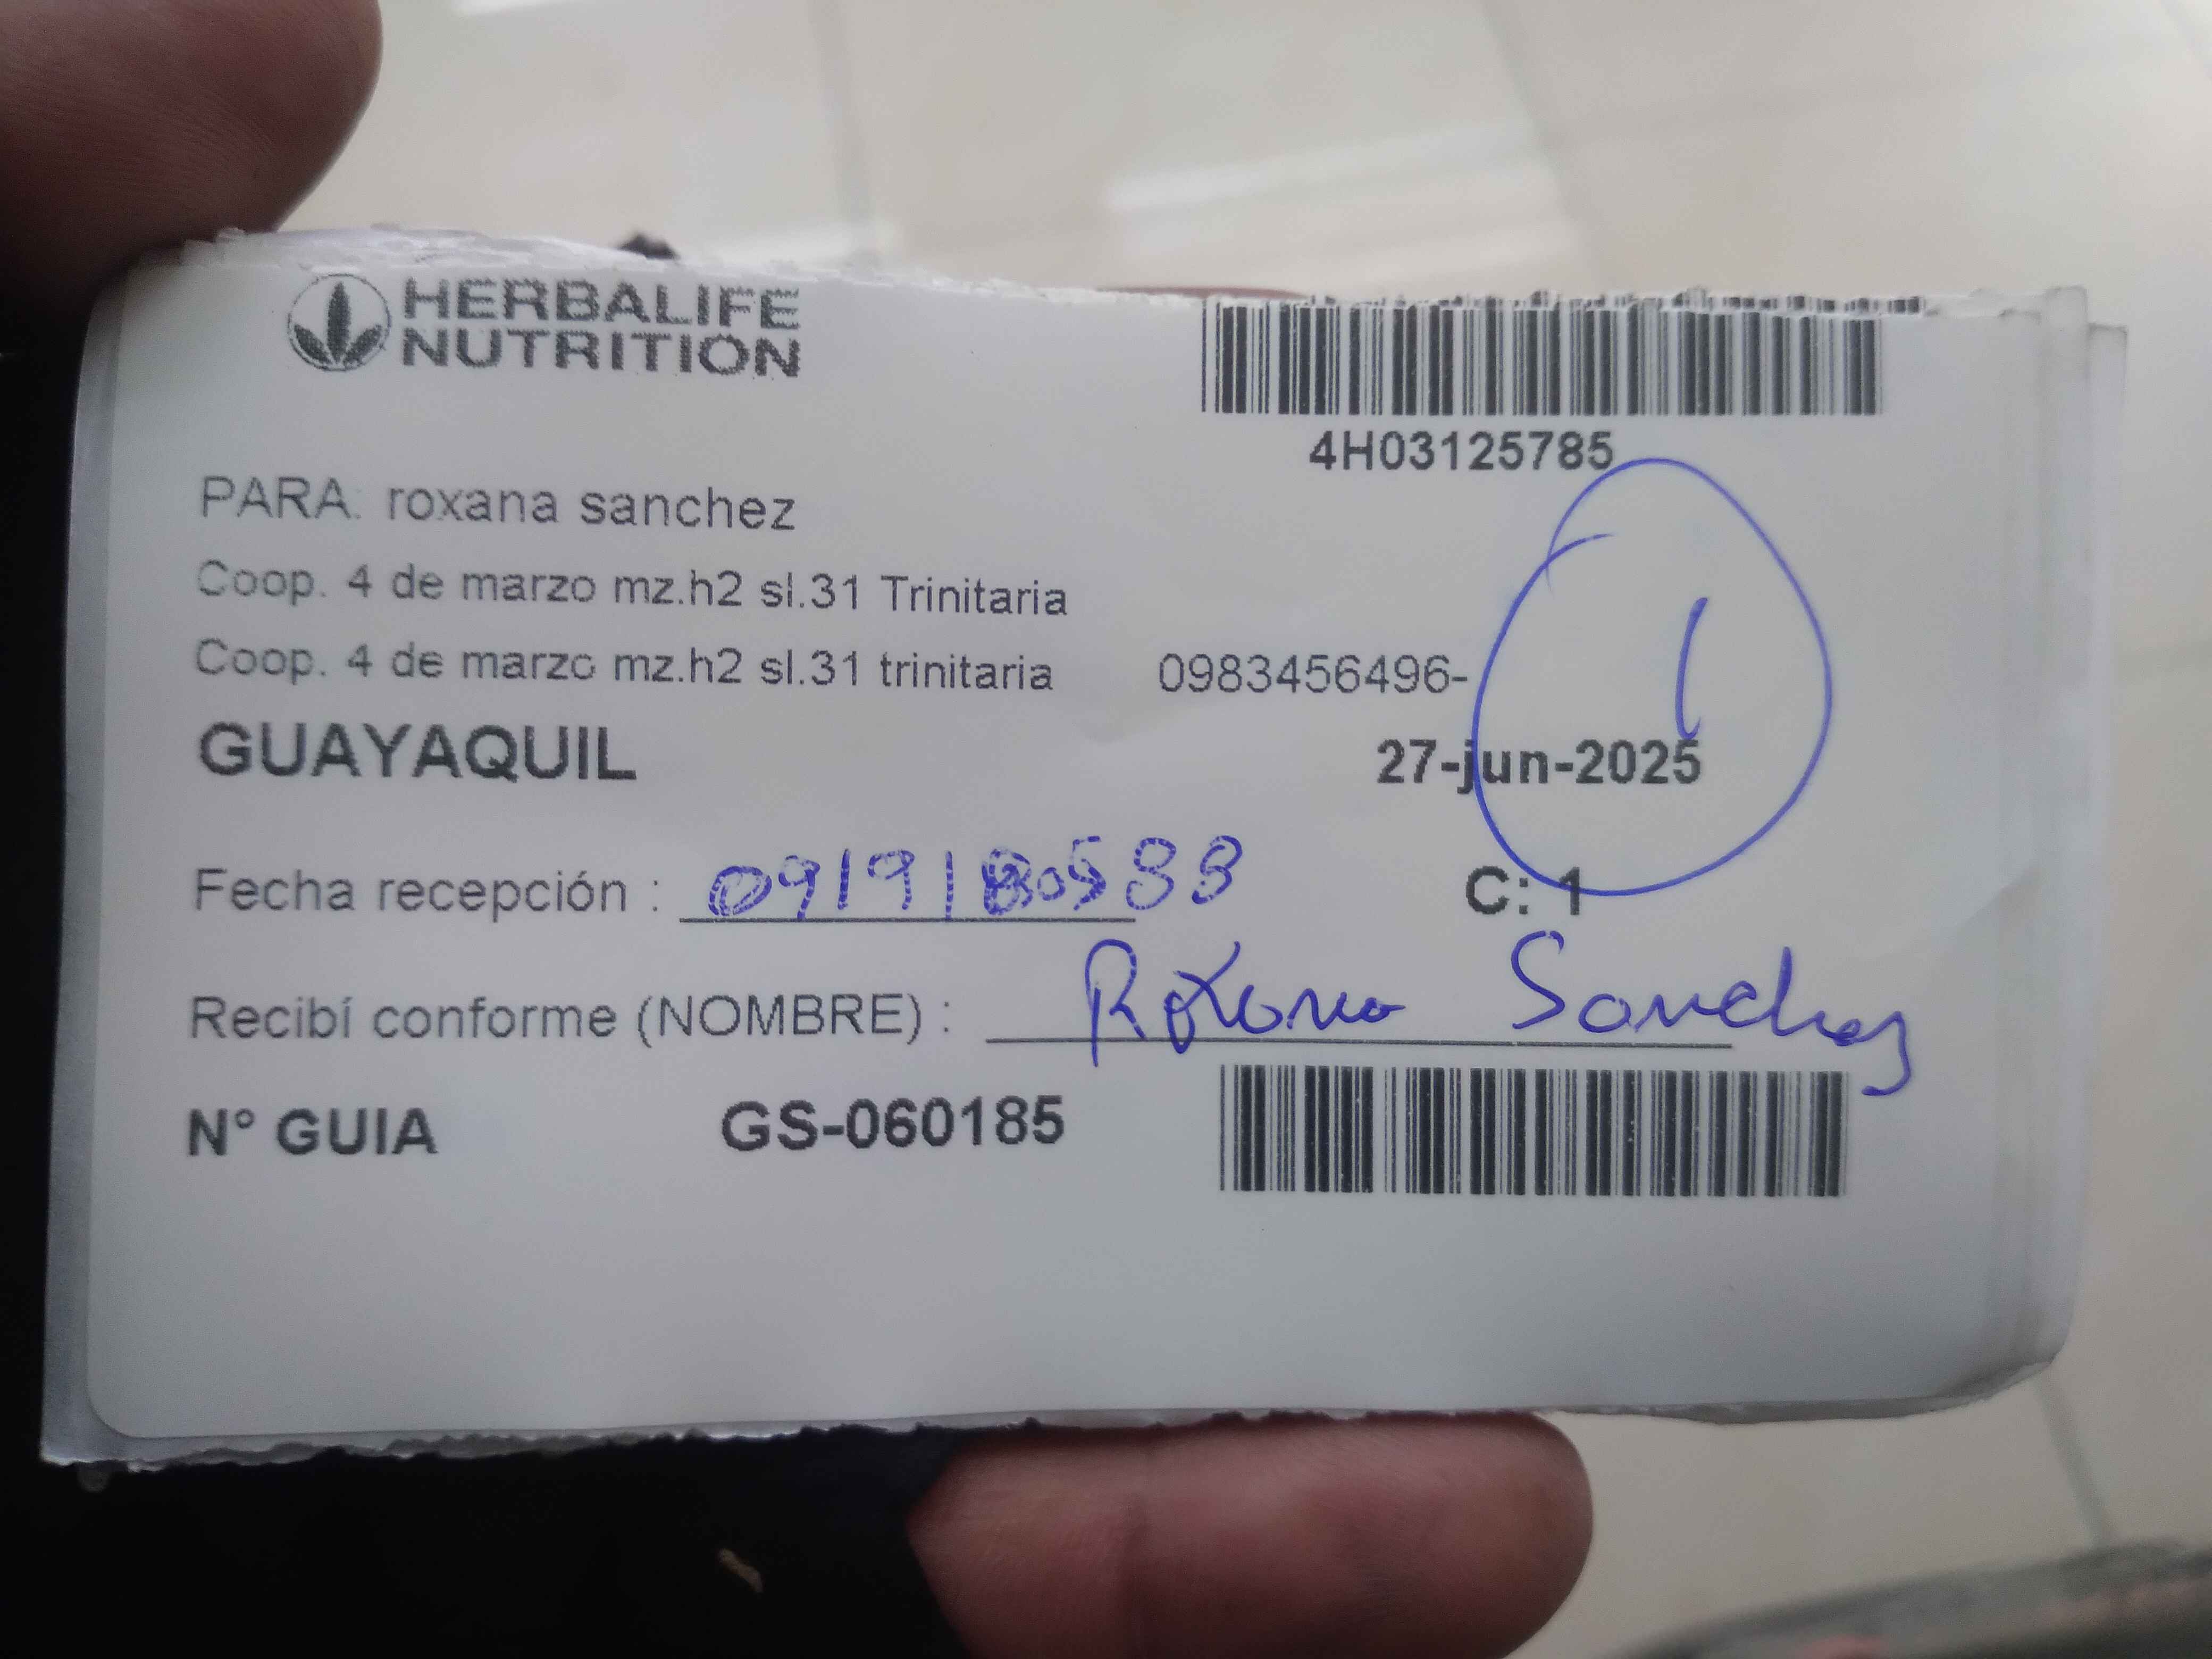 HERBALIFE
NUTRITION
4H03125785
PARA: roxana sanchez
Coop. 4 de marzo mz.h2 sl.31 Trinitaria
Coop. 4 de marzo mz.h2 sl.31 trinitaria 0983456496-
1
GUAYAQUIL 27-jun-2025
Fecha recepción : C: 1
Recibí conforme (NOMBRE) : Roxana Sanchez
N° GUIA GS-060185